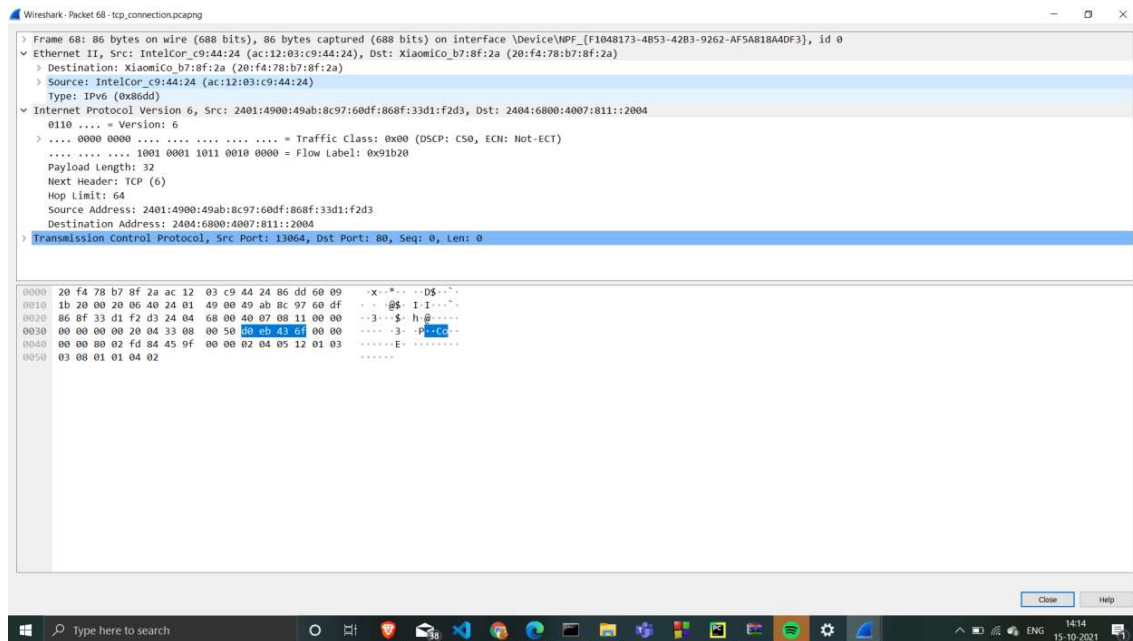 Wireshark · Packet 68 · tcp_connection.pcapng
> Frame 68: 86 bytes on wire (688 bits), 86 bytes captured (688 bits) on interface \Device\NPF_{F1048173-4B53-42B3-9262-AF5A818A4DF3}, id 0
Ethernet II, Src: IntelCor_c9:44:24 (ac:12:03:c9:44:24), Dst: XiaomiCo_b7:8f:2a (20:f4:78:b7:8f:2a)
> Destination: XiaomiCo_b7:8f:2a (20:f4:78:b7:8f:2a)
> Source: IntelCor_c9:44:24 (ac:12:03:c9:44:24)
Type: IPv6 (0x86dd)
Internet Protocol Version 6, Src: 2401:4900:49ab:8c97:60df:868f:33d1:f2d3, Dst: 2404:6800:4007:811::2004
0110 .... = Version: 6
> .... 0000 0000 .... .... .... .... .... = Traffic Class: 0x00 (DSCP: CS0, ECN: Not-ECT)
.... .... .... 1001 0001 1011 0010 0000 = Flow Label: 0x91b20
Payload Length: 32
Next Header: TCP (6)
Hop Limit: 64
Source Address: 2401:4900:49ab:8c97:60df:868f:33d1:f2d3
Destination Address: 2404:6800:4007:811::2004
> Transmission Control Protocol, Src Port: 13064, Dst Port: 80, Seq: 0, Len: 0
0000 20 f4 78 b7 8f 2a ac 12 03 c9 44 24 86 dd 60 09 ·x··*·· ··D$··`·
0010 1b 20 00 20 06 40 24 01 49 00 49 ab 8c 97 60 df · · ·@$· I·I···`·
0020 86 8f 33 d1 f2 d3 24 04 68 00 40 07 08 11 00 00 ··3···$· h·@·····
0030 00 00 00 00 20 04 33 08 00 50 d0 eb 43 6f 00 00 ···· ·3· ·P··Co··
0040 00 00 80 02 fd 84 45 9f 00 00 02 04 05 12 01 03 ······E· ········
0050 03 08 01 01 04 02 ······
Close Help
Type here to search
38
ENG
14:14
15-10-2021